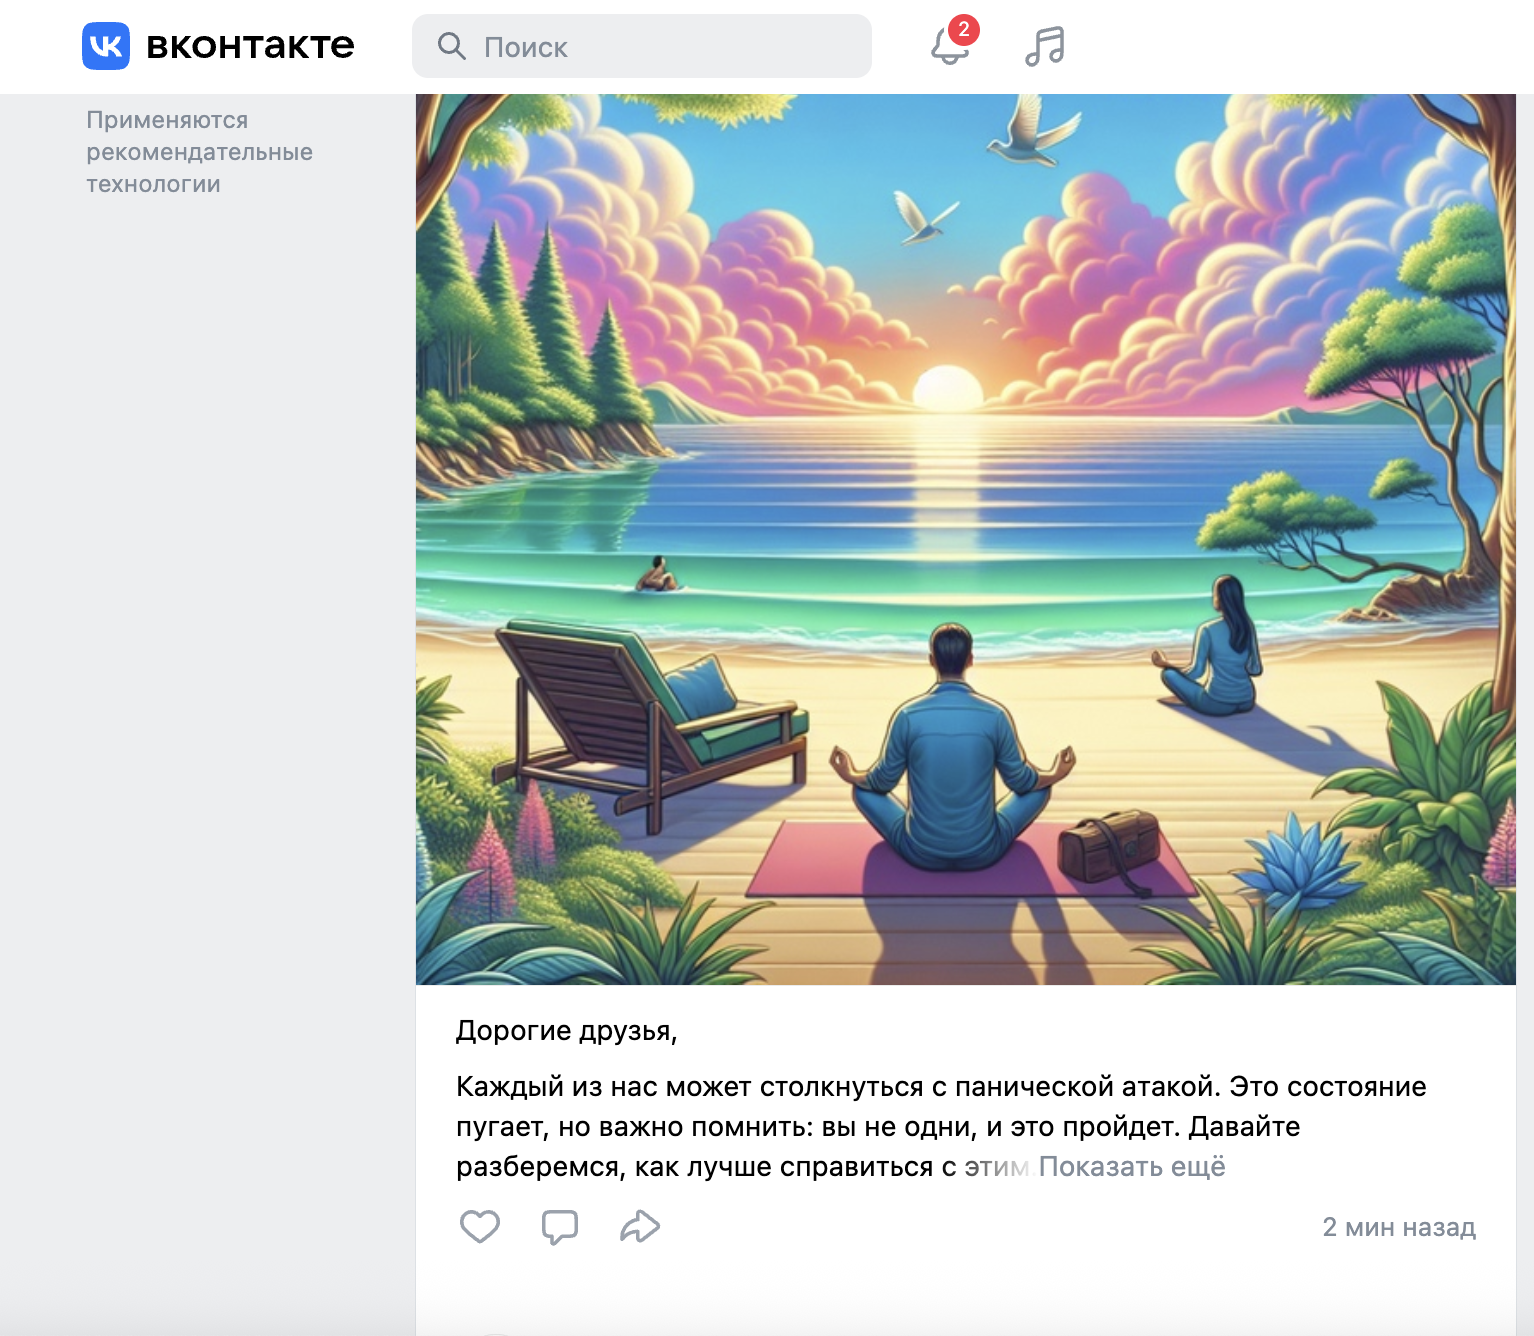 вконтакте
Поиск
2
Применяются
рекомендательные
технологии
Дорогие друзья,
Каждый из нас может столкнуться с панической атакой. Это состояние
пугает, но важно помнить: вы не одни, и это пройдет. Давайте
разберемся, как лучше справиться с этим. Показать ещё
2 мин назад